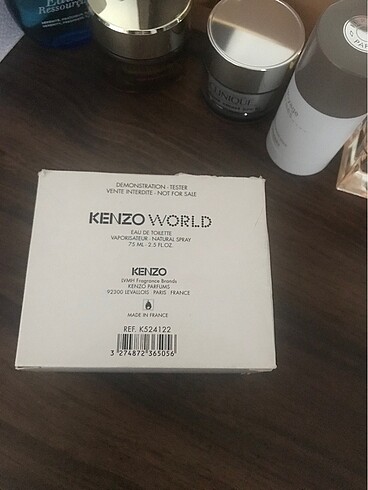 Ressourçan
CLINIQUE
DEMONSTRATION - TESTER
VENTE INTERDITE - NOT FOR SALE
KENZO WORLD
EAU DE TOILETTE
VAPORISATEUR - NATURAL SPRAY
75 ML - 2.5 FL.OZ.
KENZO
LVMH Fragrance Brands
KENZO PARFUMS
92300 LEVALLOIS · PARIS · FRANCE
MADE IN FRANCE
REF. K524122
3 274872 365056